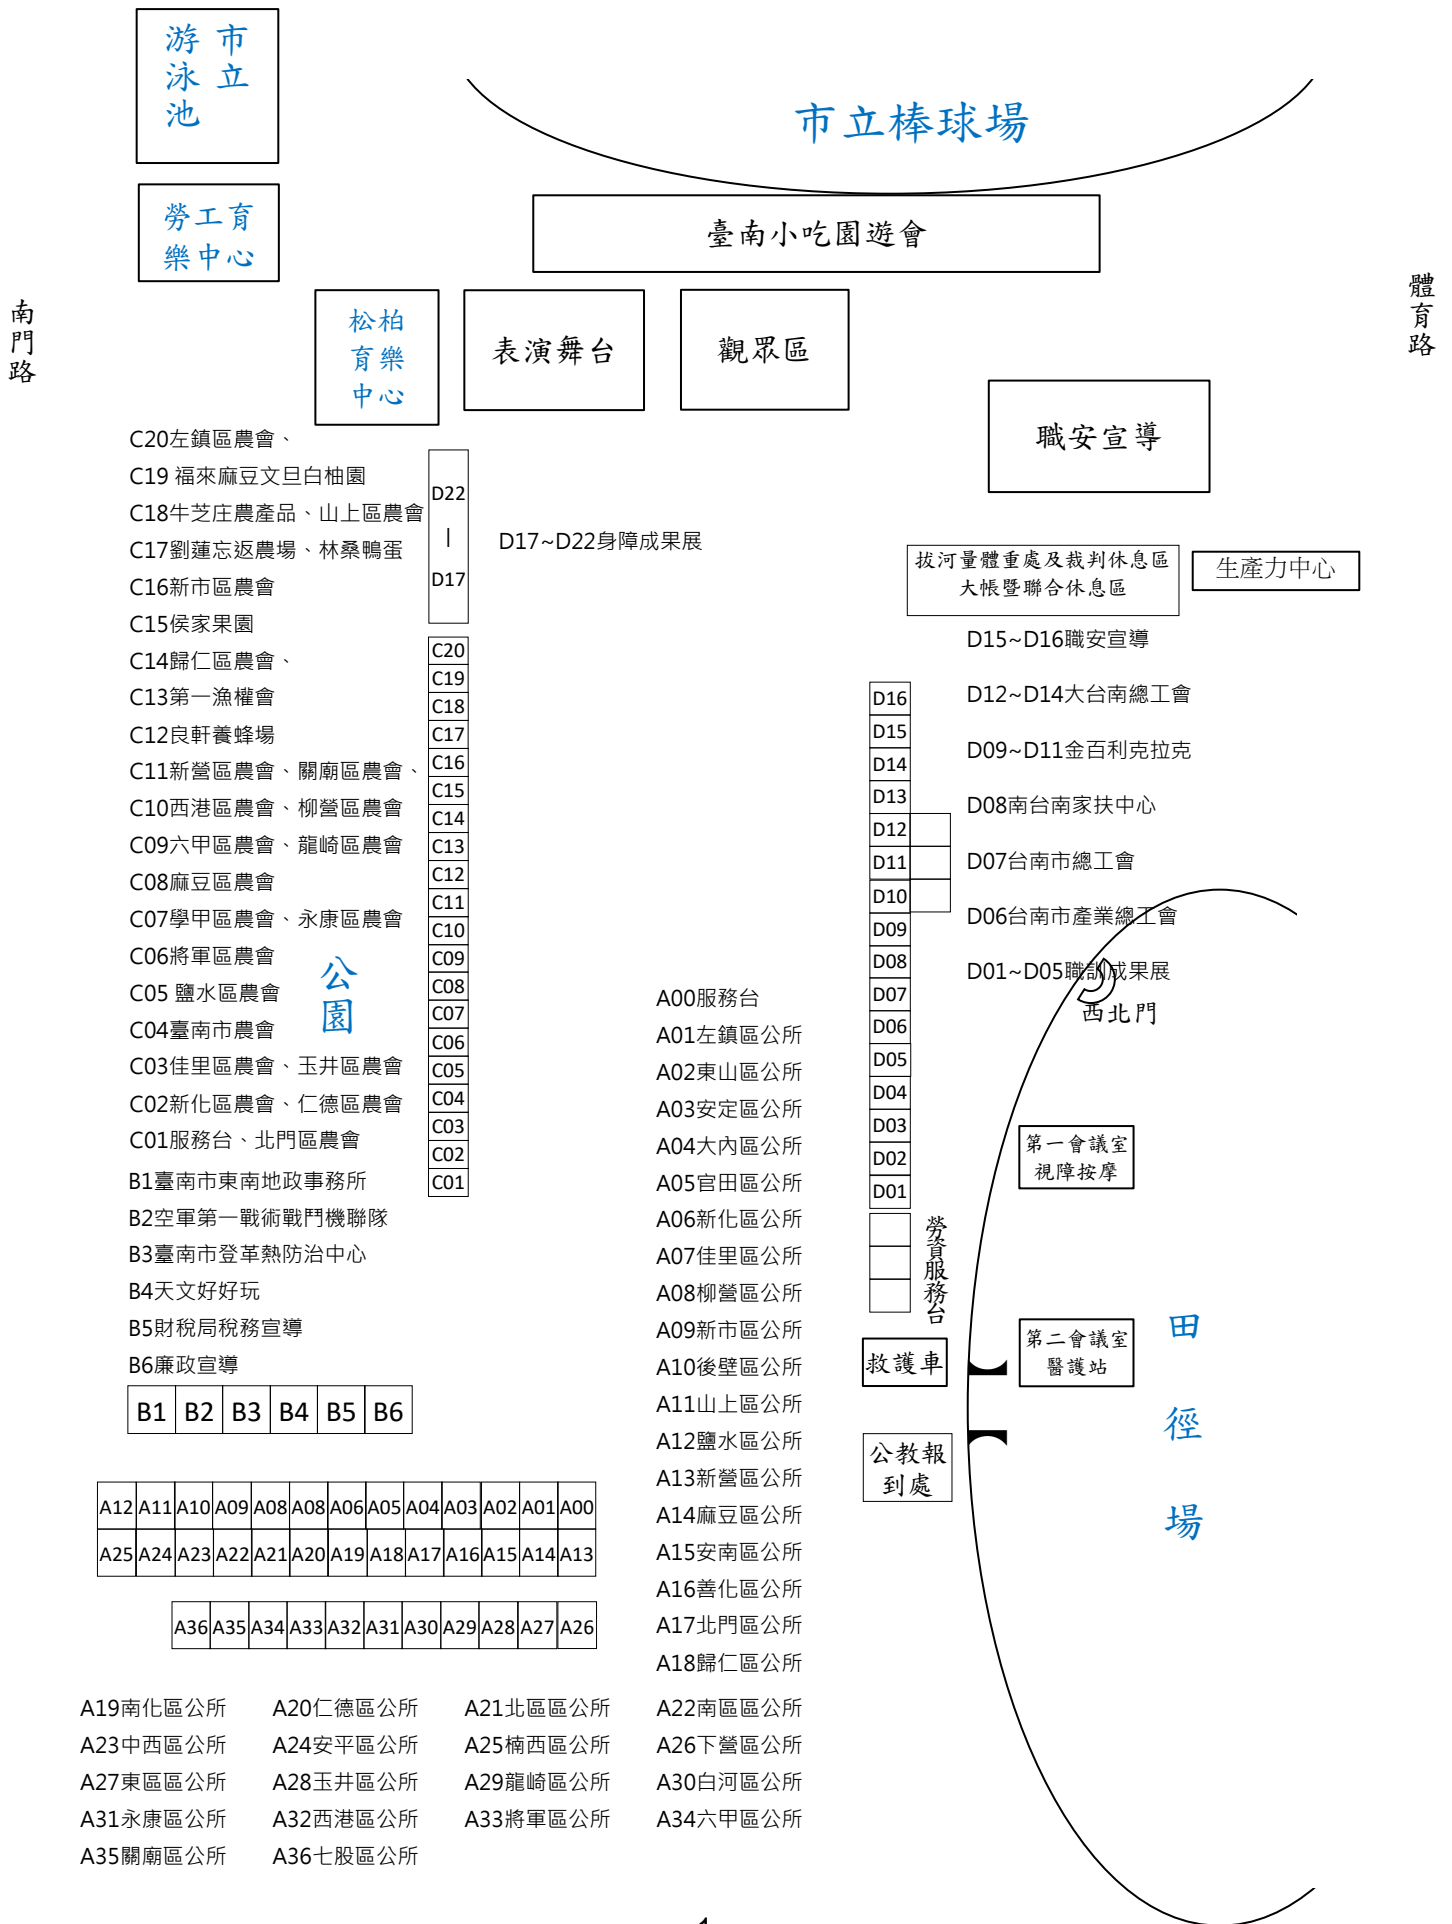 市立
游泳池
市立棒球場
勞工育
樂中心
臺南小吃園遊會
南門路
體育路
松柏
育樂
中心
表演舞台
觀眾區
職安宣導
C20左鎮區農會、
C19 福來麻豆文旦白柚園
C18牛芝庄農產品、山上區農會
C17劉蓮忘返農場、林桑鴨蛋
C16新市區農會
C15侯家果園
C14歸仁區農會、
C13第一漁權會
C12良軒養蜂場
C11新營區農會、關廟區農會、
C10西港區農會、柳營區農會
C09六甲區農會、龍崎區農會
C08麻豆區農會
C07學甲區農會、永康區農會
C06將軍區農會
C05 鹽水區農會
C04臺南市農會
C03佳里區農會、玉井區農會
C02新化區農會、仁德區農會
C01服務台、北門區農會
B1臺南市東南地政事務所
B2空軍第一戰術戰鬥機聯隊
B3臺南市登革熱防治中心
B4天文好好玩
B5財稅局稅務宣導
B6廉政宣導
公園
D22
|
D17
D17~D22身障成果展
C20
C19
C18
C17
C16
C15
C14
C13
C12
C11
C10
C09
C08
C07
C06
C05
C04
C03
C02
C01
拔河量體重處及裁判休息區
大帳暨聯合休息區
生產力中心
D15~D16職安宣導
D12~D14大台南總工會
D09~D11金百利克拉克
D08南台南家扶中心
D07台南市總工會
D06台南市產業總工會
D01~D05職訓成果展
西北門
D16
D15
D14
D13
D12
D11
D10
D09
D08
D07
D06
D05
D04
D03
D02
D01
勞資服務台
第一會議室
視障按摩
第二會議室
醫護站
救護車
公教報
到處
田徑場
A00服務台
A01左鎮區公所
A02東山區公所
A03安定區公所
A04大內區公所
A05官田區公所
A06新化區公所
A07佳里區公所
A08柳營區公所
A09新市區公所
A10後壁區公所
A11山上區公所
A12鹽水區公所
A13新營區公所
A14麻豆區公所
A15安南區公所
A16善化區公所
A17北門區公所
A18歸仁區公所
B1 B2 B3 B4 B5 B6
A12 A11 A10 A09 A08 A08 A06 A05 A04 A03 A02 A01 A00
A25 A24 A23 A22 A21 A20 A19 A18 A17 A16 A15 A14 A13
A36 A35 A34 A33 A32 A31 A30 A29 A28 A27 A26
A19南化區公所 A20仁德區公所 A21北區區公所 A22南區區公所
A23中西區公所 A24安平區公所 A25楠西區公所 A26下營區公所
A27東區區公所 A28玉井區公所 A29龍崎區公所 A30白河區公所
A31永康區公所 A32西港區公所 A33將軍區公所 A34六甲區公所
A35關廟區公所 A36七股區公所